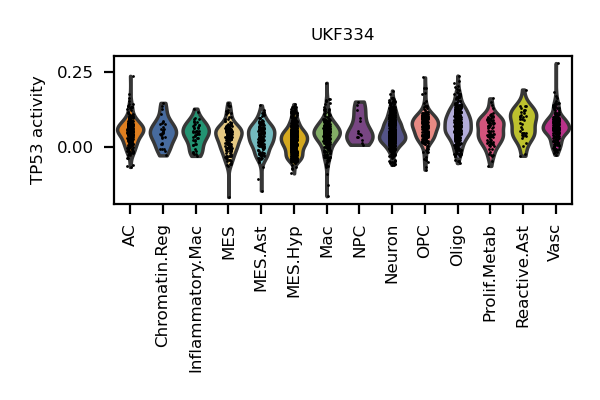 UKF334
TP53 activity
0.25
0.00
AC
Chromatin.Reg
Inflammatory.Mac
MES
MES.Ast
MES.Hyp
Mac
NPC
Neuron
OPC
Oligo
Prolif.Metab
Reactive.Ast
Vasc